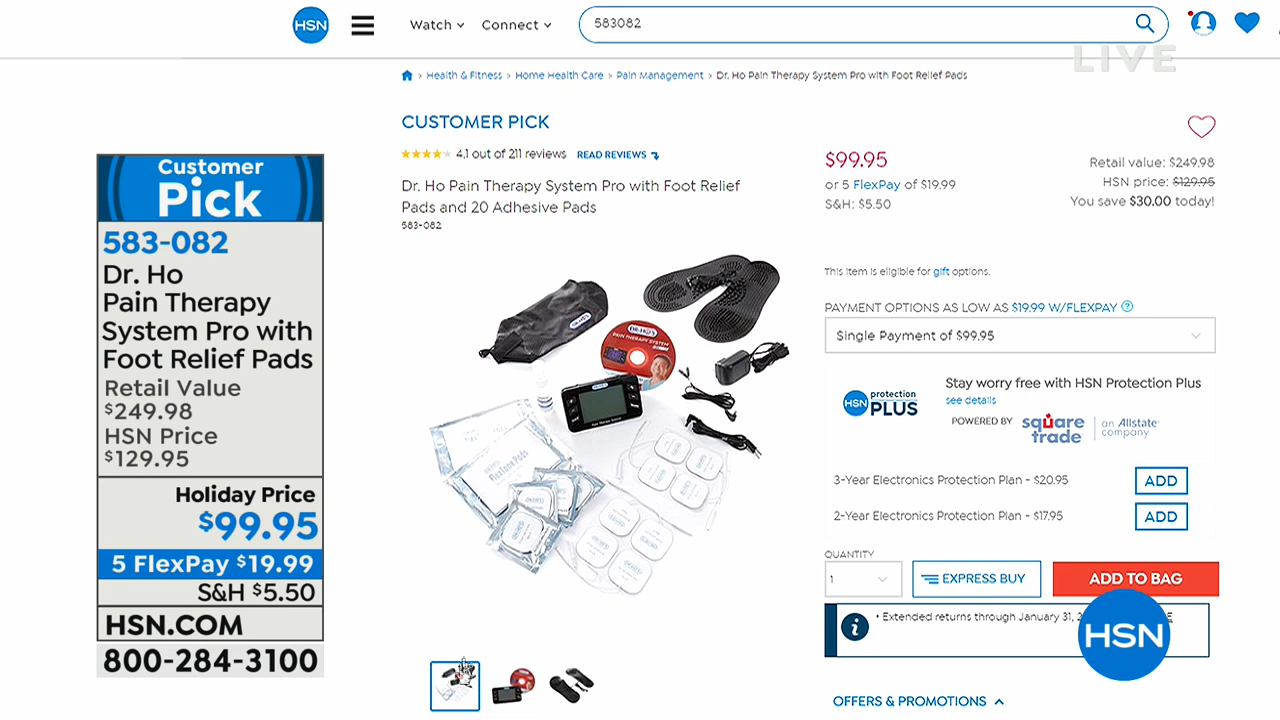 HSN
Watch
Connect
583082
LIVE
Health & Fitness > Home Health Care > Pain Management > Dr. Ho Pain Therapy System Pro with Foot Relief Pads
CUSTOMER PICK
4.1 out of 211 reviews READ REVIEWS
Dr. Ho Pain Therapy System Pro with Foot Relief
Pads and 20 Adhesive Pads
583-082
$99.95
or 5 FlexPay of $19.99
S&H: $5.50
Retail value: $249.98
HSN price: $129.95
You save $30.00 today!
This item is eligible for gift options.
PAYMENT OPTIONS AS LOW AS $19.99 W/FLEXPAY ?
Single Payment of $99.95
HSN protection PLUS
Stay worry free with HSN Protection Plus
see details
POWERED BY square trade an Allstate company
3-Year Electronics Protection Plan - $20.95 ADD
2-Year Electronics Protection Plan - $17.95 ADD
QUANTITY
1
EXPRESS BUY
ADD TO BAG
• Extended returns through January 31, 2
HSN
OFFERS & PROMOTIONS
Customer
Pick
583-082
Dr. Ho
Pain Therapy
System Pro with
Foot Relief Pads
Retail Value
$249.98
HSN Price
$129.95
Holiday Price
$99.95
5 FlexPay $19.99
S&H $5.50
HSN.COM
800-284-3100
DR-HO'S
PAIN THERAPY SYSTEM